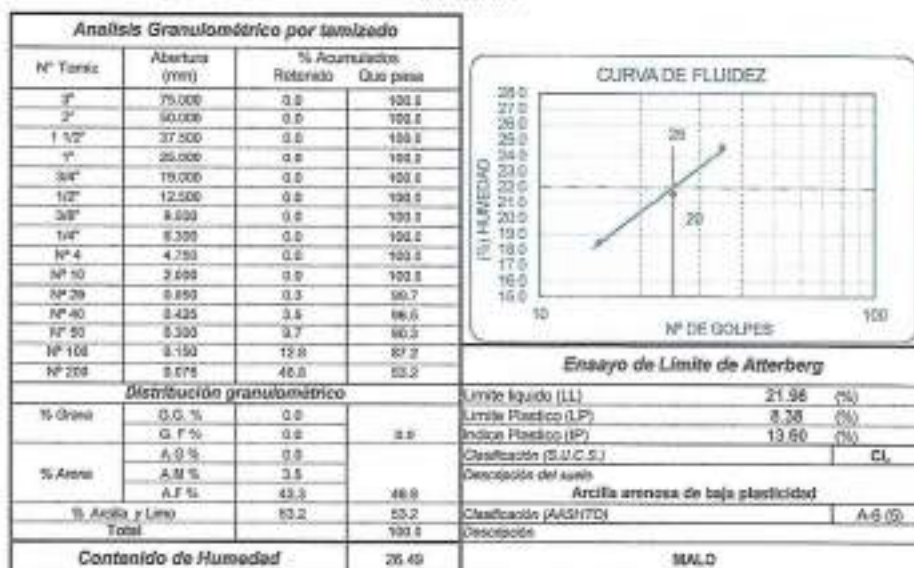 Analisis Granulométrico por tamizado
Nº Tamiz Abertura (mm) % Acumulados Retenido Que pasa
3" 75.000 0.0 100.0
2" 50.000 0.0 100.0
1 1/2" 37.500 0.0 100.0
1" 25.000 0.0 100.0
3/4" 19.000 0.0 100.0
1/2" 12.500 0.0 100.0
3/8" 0.0 100.0
1/4" 6.300 0.0 100.0
Nº 4 4.750 0.0 100.0
Nº 10 2.000 0.0 100.0
Nº 20 0.3 99.7
Nº 40 0.425 3.5 96.5
Nº 50 0.300 9.7 90.3
Nº 100 0.150 12.8 87.2
Nº 200 0.075 46.8 53.2
Distribución granulométrico
% Grava G.G. % 0.0
G. F % 0.0 0.0
% Arena A.G % 0.0
A.M % 3.5
A.F % 43.3 46.8
% Arcilla y Limo 53.2 53.2
Total 100.0
Contenido de Humedad 26.49
CURVA DE FLUIDEZ
(%) HUMEDAD
28.0
27.0
26.0
25.0
24.0
23.0
22.0
21.0
20.0
19.0
18.0
17.0
16.0
15.0
25
20
10 100
Nº DE GOLPES
Ensayo de Limite de Atterberg
Limite liquido (LL) 21.98 (%)
Limite Plastico (LP) 8.38 (%)
Indice Plastico (IP) 13.60 (%)
Clasificación (S.U.C.S.) CL
Descripción del suelo
Arcilla arenosa de baja plasticidad
Clasificación (AASHTO) A-6 (5)
Descripción
MALO